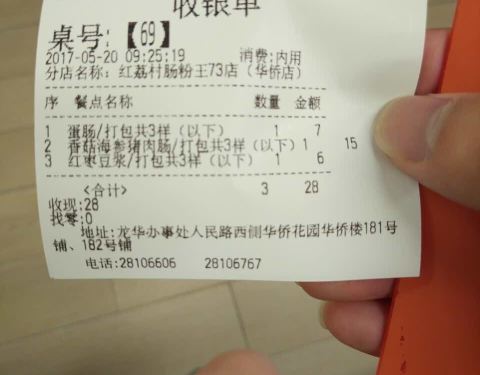 收银单
桌号:【69】
2017-05-20 09:25:19 消费:内用
分店名称: 红荔村肠粉王73店 (华侨店)
序 餐点名称 数量 金额
1 蛋肠/打包共3样 (以下) 1 7
2 香菇海参猪肉肠/打包共3样 (以下) 1 15
3 红枣豆浆/打包共3样 (以下) 1 6
<合计> 3 28
收现:28
找零:0
地址:龙华办事处人民路西侧华侨花园华侨楼181号
铺、182号铺
电话:28106606 28106767